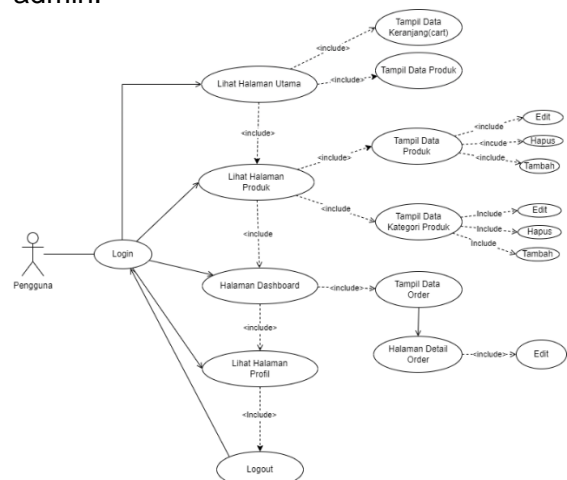 admin.
Tampil Data
Keranjang(cart)
<include>
Lihat Halaman Utama
<include>
Tampil Data Produk
<include>
<include
Edit
Tampil Data
Produk
<include
Hapus
<include>
<include
Tambah
Lihat Halaman
Produk
<include
Tampil Data
Kategori Produk
Include
Edit
Include
Hapus
Include
Tambah
Pengguna
Login
<include
Halaman Dashboard
<include>
Tampil Data
Order
<include>
Halaman Detail
Order
<include>
Edit
Lihat Halaman
Profil
<Include>
Logout